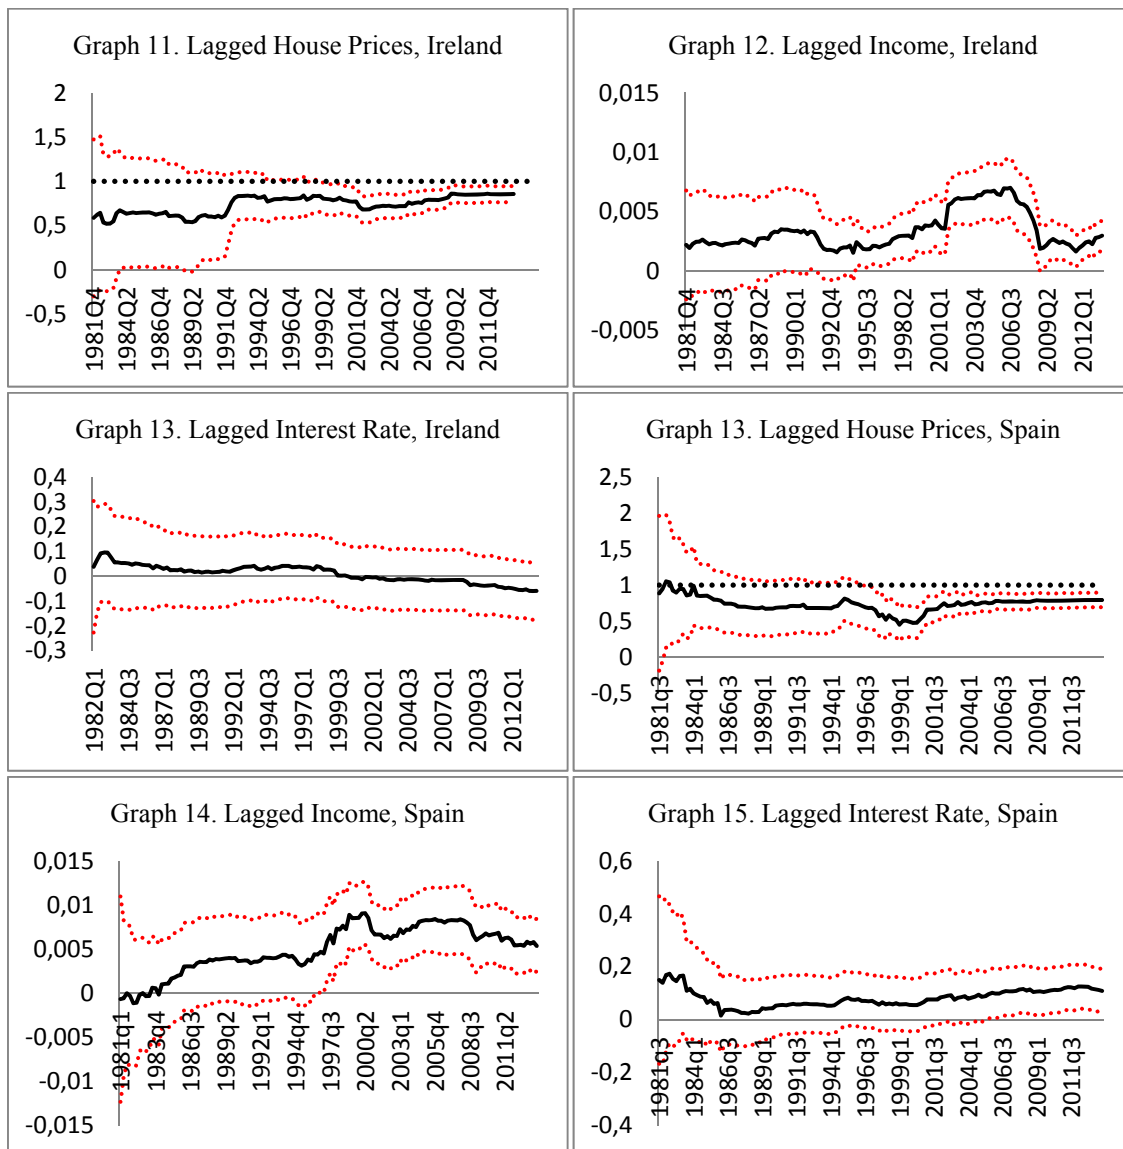 Graph 11. Lagged House Prices, Ireland
2
1,5
1
0,5
0
-0,5
1981Q4
1984Q2
1986Q4
1989Q2
1991Q4
1994Q2
1996Q4
1999Q2
2001Q4
2004Q2
2006Q4
2009Q2
2011Q4
Graph 12. Lagged Income, Ireland
0,015
0,01
0,005
0
-0,005
1981Q4
1984Q3
1987Q2
1990Q1
1992Q4
1995Q3
1998Q2
2001Q1
2003Q4
2006Q3
2009Q2
2012Q1
Graph 13. Lagged Interest Rate, Ireland
0,4
0,3
0,2
0,1
0
-0,1
-0,2
-0,3
1982Q1
1984Q3
1987Q1
1989Q3
1992Q1
1994Q3
1997Q1
1999Q3
2002Q1
2004Q3
2007Q1
2009Q3
2012Q1
Graph 13. Lagged House Prices, Spain
2,5
2
1,5
1
0,5
0
-0,5
1981q3
1984q1
1986q3
1989q1
1991q3
1994q1
1996q3
1999q1
2001q3
2004q1
2006q3
2009q1
2011q3
Graph 14. Lagged Income, Spain
0,015
0,01
0,005
0
-0,005
-0,01
-0,015
1981q1
1983q4
1986q3
1989q2
1992q1
1994q4
1997q3
2000q2
2003q1
2005q4
2008q3
2011q2
Graph 15. Lagged Interest Rate, Spain
0,6
0,4
0,2
0
-0,2
-0,4
1981q3
1984q1
1986q3
1989q1
1991q3
1994q1
1996q3
1999q1
2001q3
2004q1
2006q3
2009q1
2011q3